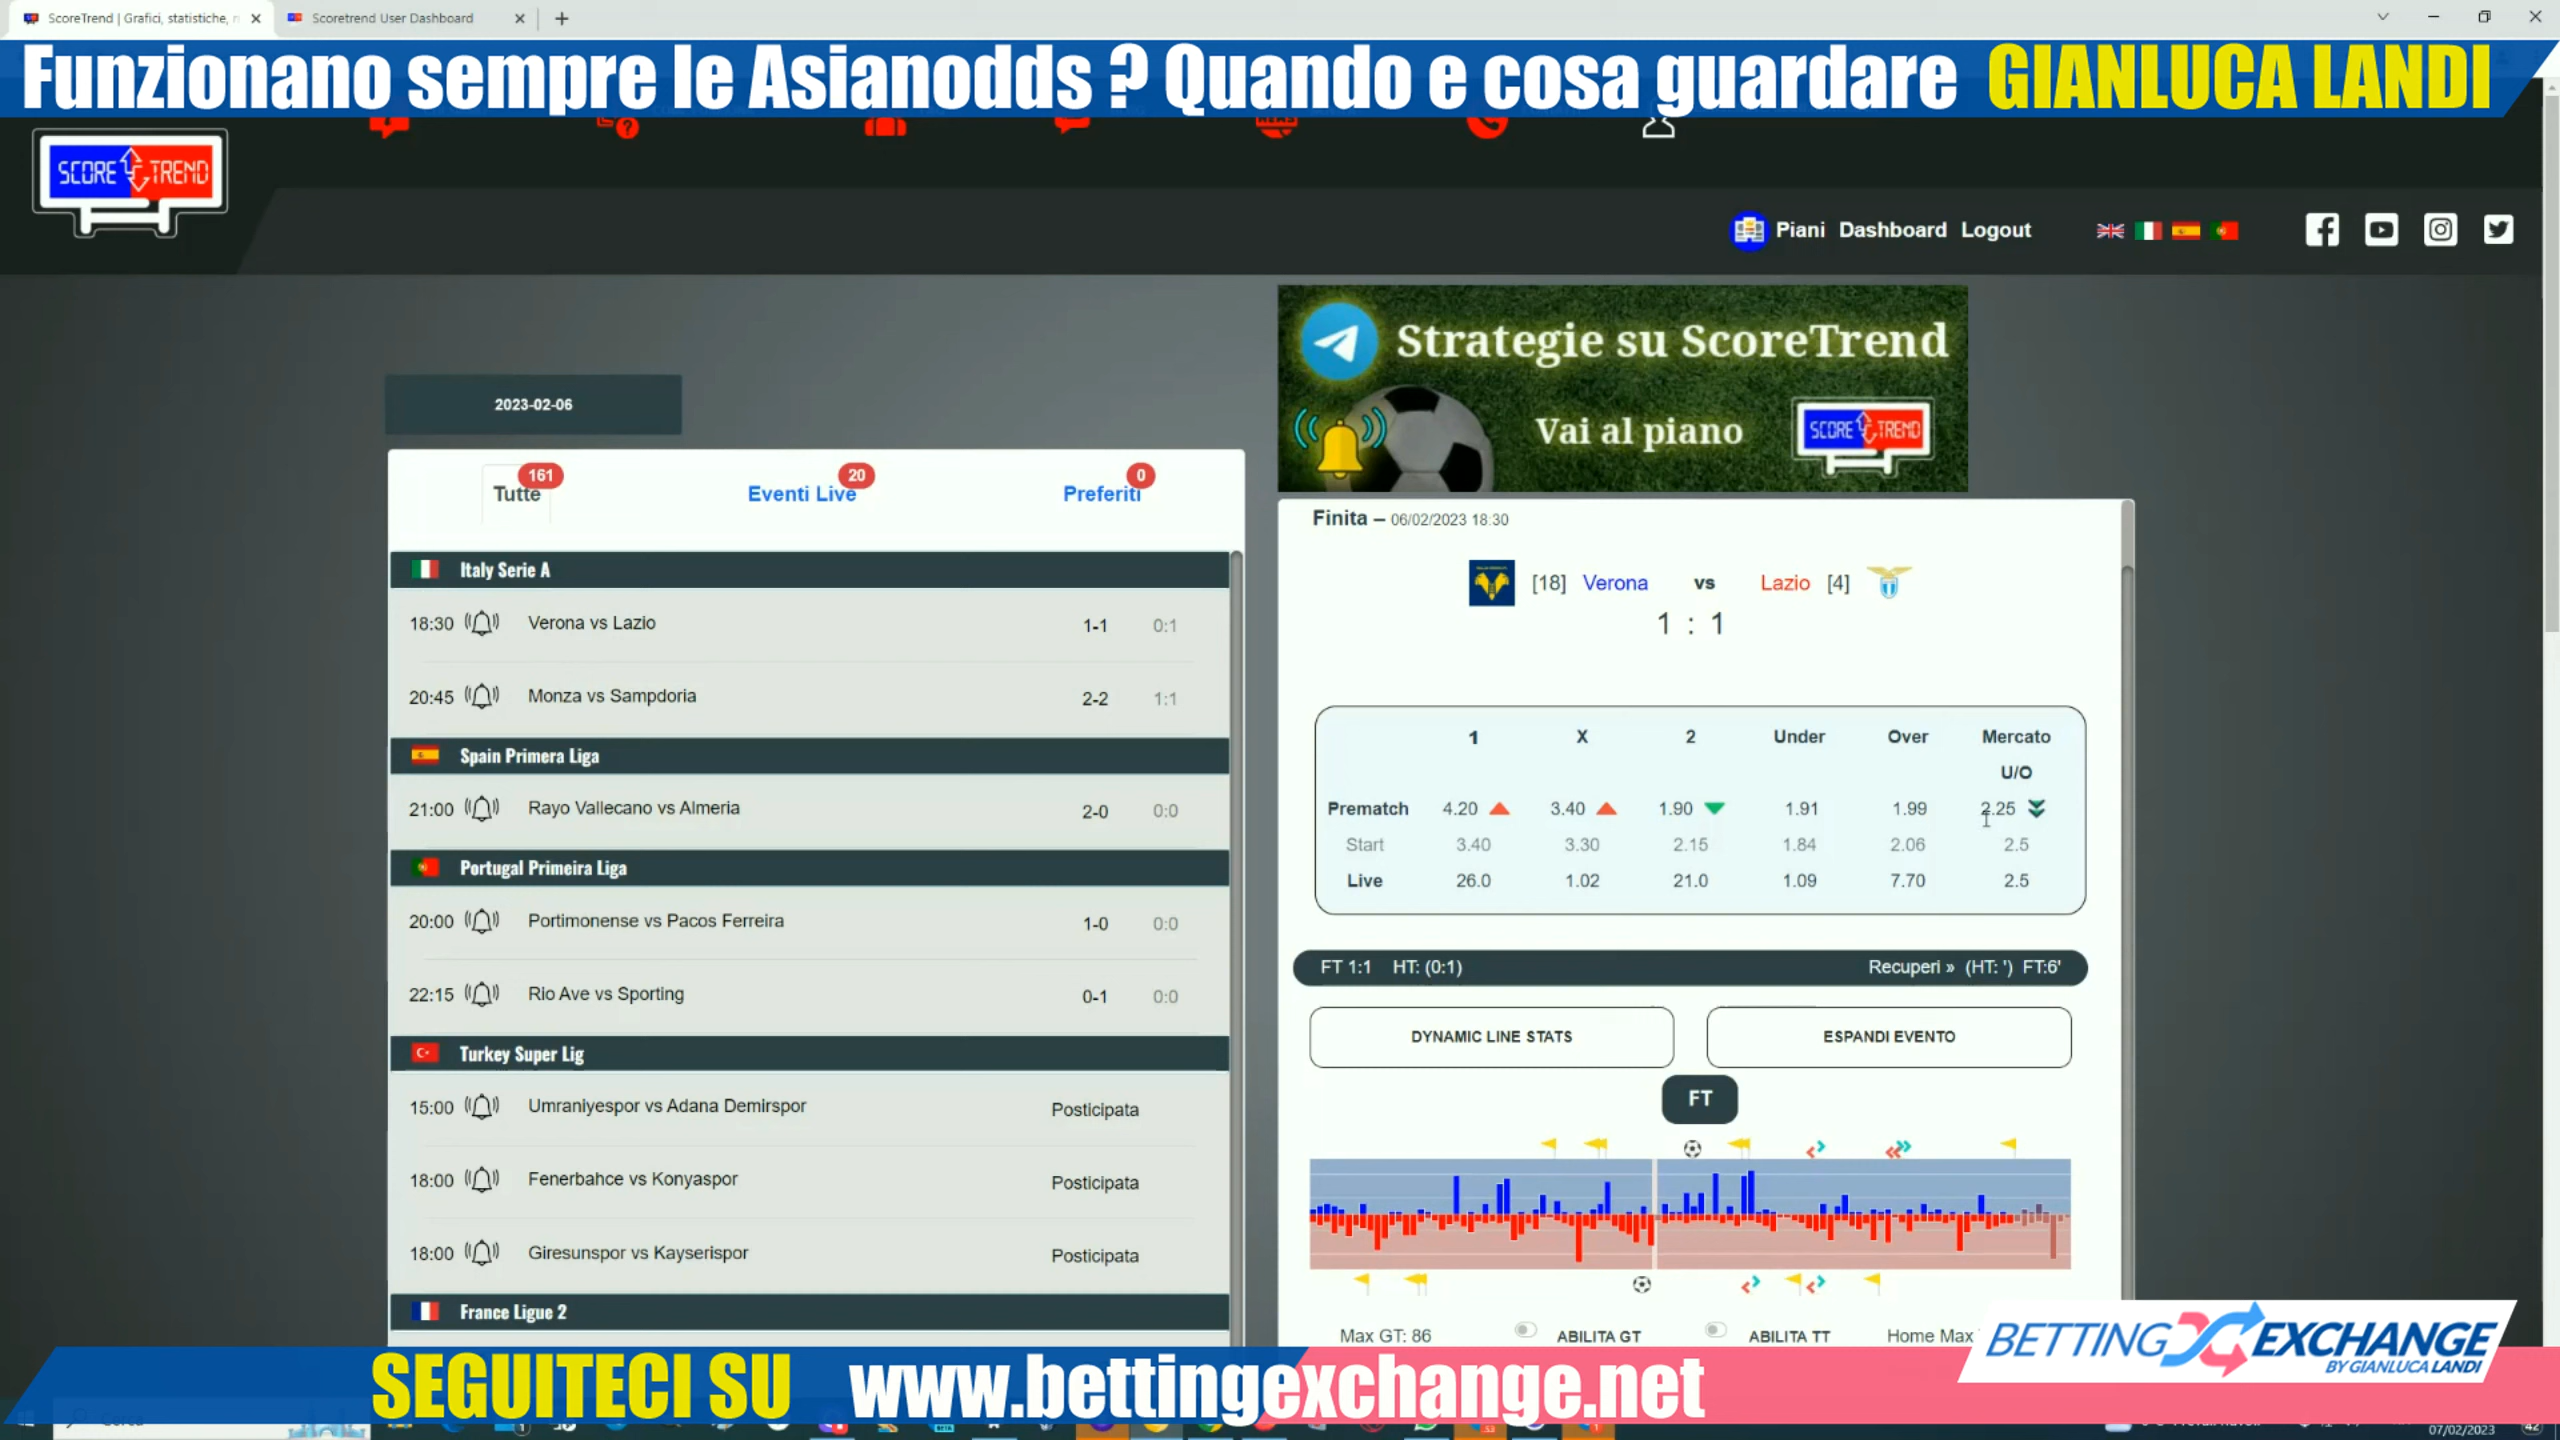 ScoreTrend | Grafici, statistiche, r
Scoretrend User Dashboard
Funzionano sempre le Asianodds ? Quando e cosa guardare GIANLUCA LANDI
SCORE TREND
Piani Dashboard Logout
Strategie su ScoreTrend
Vai al piano
SCORE TREND
2023-02-06
Tutte 161
Eventi Live 20
Preferiti 0
Italy Serie A
18:30 Verona vs Lazio 1-1 0:1
20:45 Monza vs Sampdoria 2-2 1:1
Spain Primera Liga
21:00 Rayo Vallecano vs Almeria 2-0 0:0
Portugal Primeira Liga
20:00 Portimonense vs Pacos Ferreira 1-0 0:0
22:15 Rio Ave vs Sporting 0-1 0:0
Turkey Super Lig
15:00 Umraniyespor vs Adana Demirspor Posticipata
18:00 Fenerbahce vs Konyaspor Posticipata
18:00 Giresunspor vs Kayserispor Posticipata
France Ligue 2
Finita – 06/02/2023 18:30
[18] Verona vs Lazio [4]
1 : 1
1 X 2 Under Over Mercato
U/O
Prematch 4.20 3.40 1.90 1.91 1.99 2.25
Start 3.40 3.30 2.15 1.84 2.06 2.5
Live 26.0 1.02 21.0 1.09 7.70 2.5
FT 1:1 HT: (0:1) Recuperi » (HT: ') FT:6'
DYNAMIC LINE STATS
ESPANDI EVENTO
FT
Max GT: 86 ABILITA GT ABILITA TT Home Max
BETTING EXCHANGE
BY GIANLUCA LANDI
SEGUITECI SU www.bettingexchange.net
07/02/2023